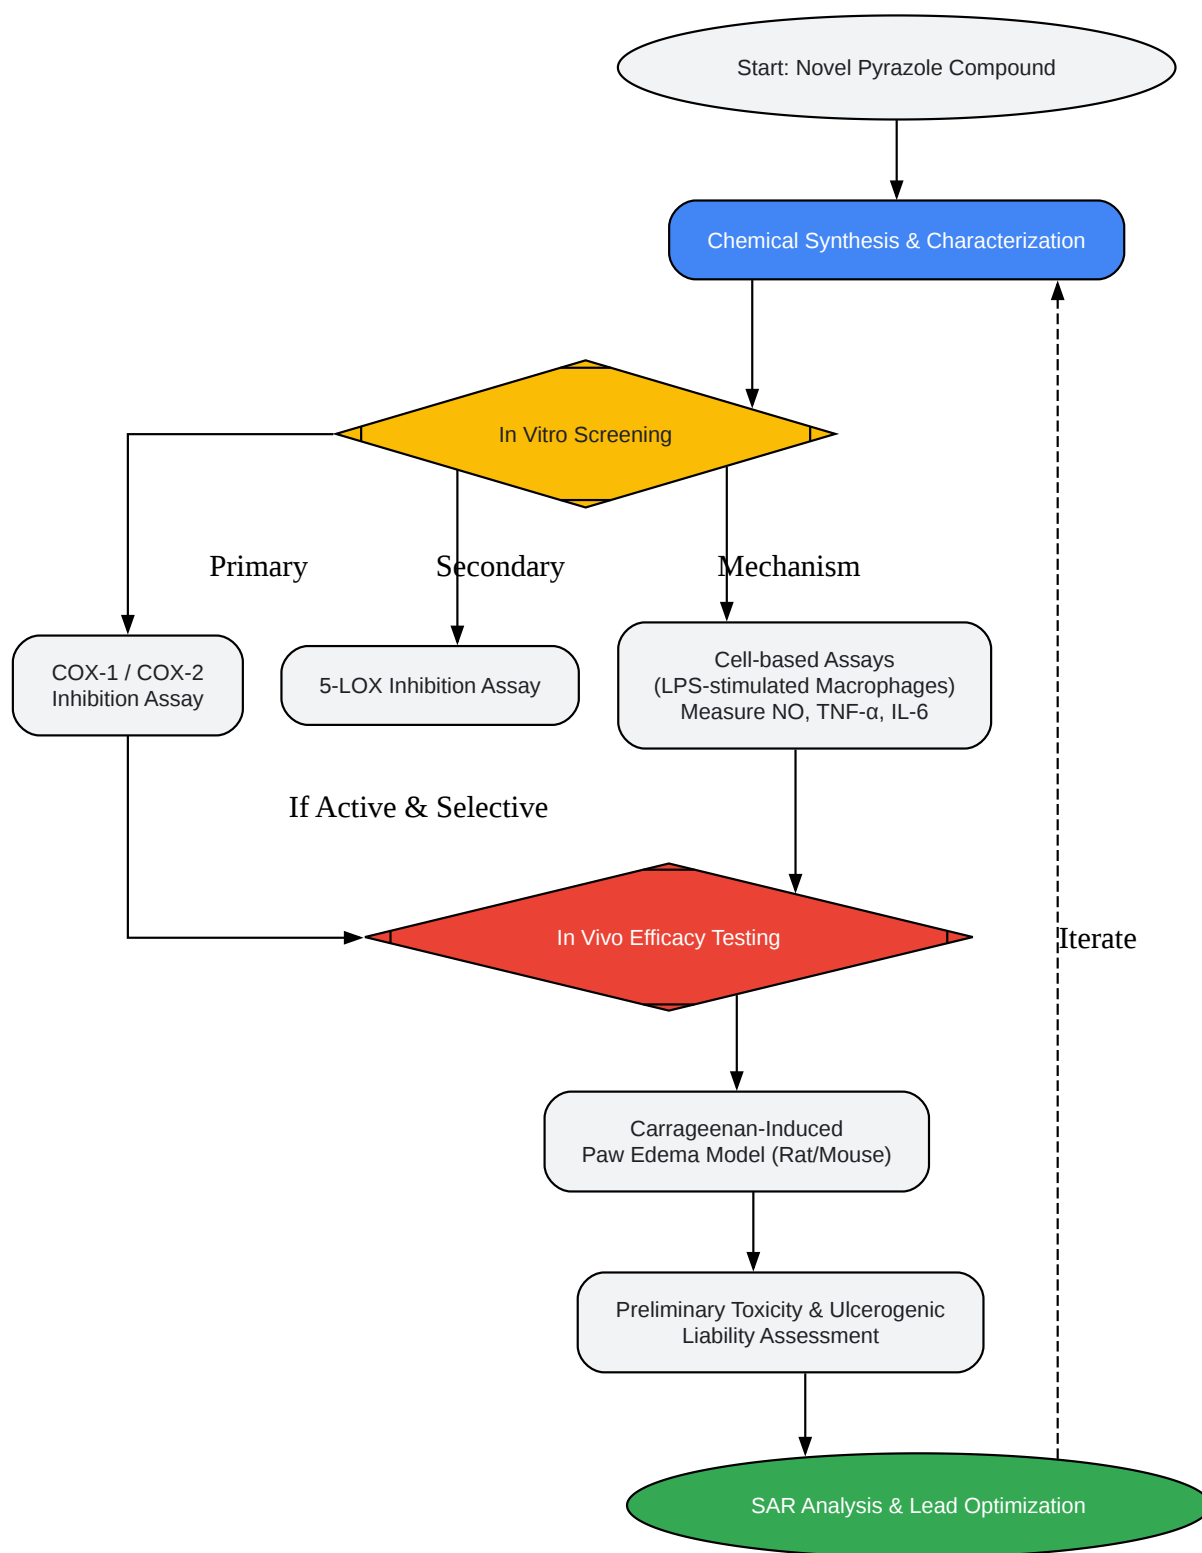 Start: Novel Pyrazole Compound
Chemical Synthesis & Characterization
In Vitro Screening
Primary
Secondary
Mechanism
COX-1 / COX-2
Inhibition Assay
5-LOX Inhibition Assay
Cell-based Assays
(LPS-stimulated Macrophages)
Measure NO, TNF-α, IL-6
If Active & Selective
In Vivo Efficacy Testing
Iterate
Carrageenan-Induced
Paw Edema Model (Rat/Mouse)
Preliminary Toxicity & Ulcerogenic
Liability Assessment
SAR Analysis & Lead Optimization